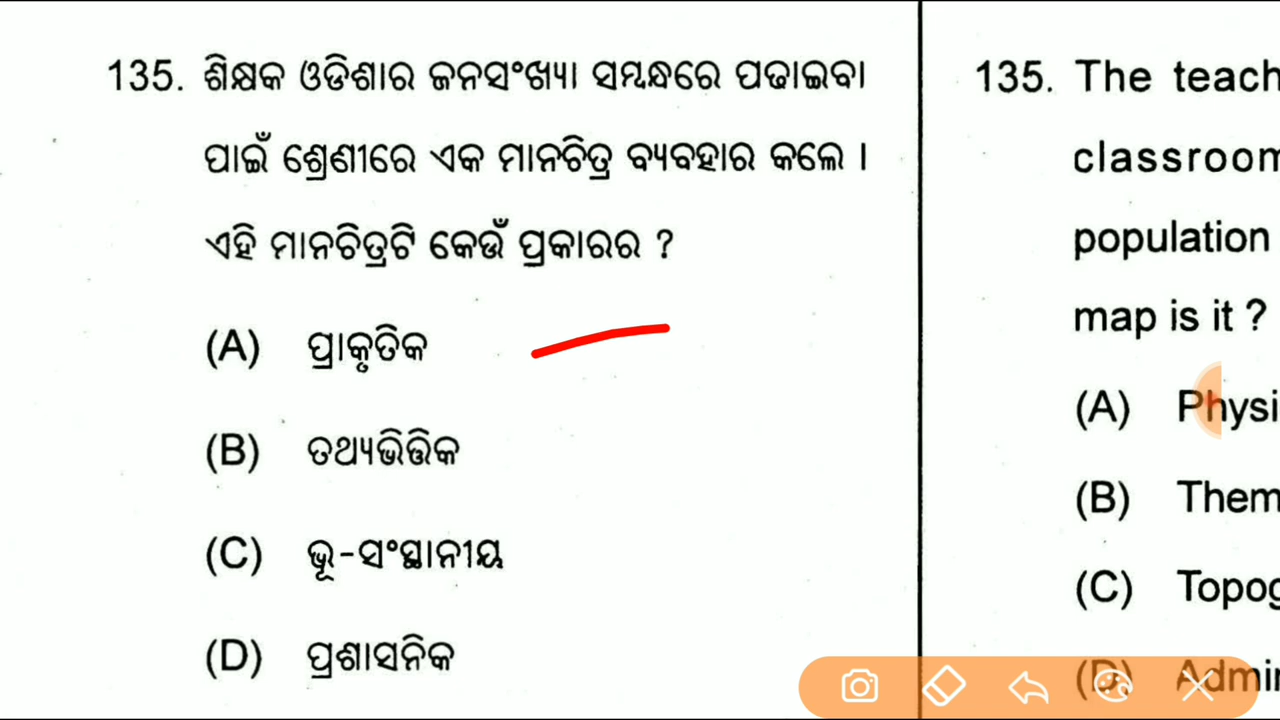 135. ଶିକ୍ଷକ ଓଡିଶାର ଜନସଂଖ୍ୟା ସମ୍ବନ୍ଧରେ ପଢାଇବା
ପାଇଁ ଶ୍ରେଣୀରେ ଏକ ମାନଚିତ୍ର ବ୍ୟବହାର କଲେ ।
ଏହି ମାନଚିତ୍ରଟି କେଉଁ ପ୍ରକାରର ?
(A) ପ୍ରାକୃତିକ
(B) ତଥ୍ୟଭିତ୍ତିକ
(C) ଭୂ-ସଂସ୍ଥାନୀୟ
(D) ପ୍ରଶାସନିକ
135. The teach
classroom
population
map is it ?
(A) Physi
(B) Them
(C) Topog
(D) Admin